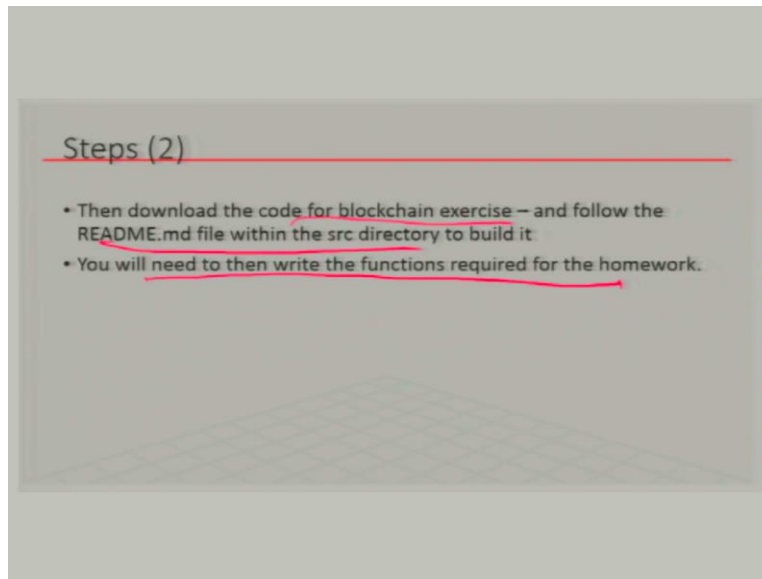 Steps (2)
• Then download the code for blockchain exercise – and follow the
README.md file within the src directory to build it
• You will need to then write the functions required for the homework.